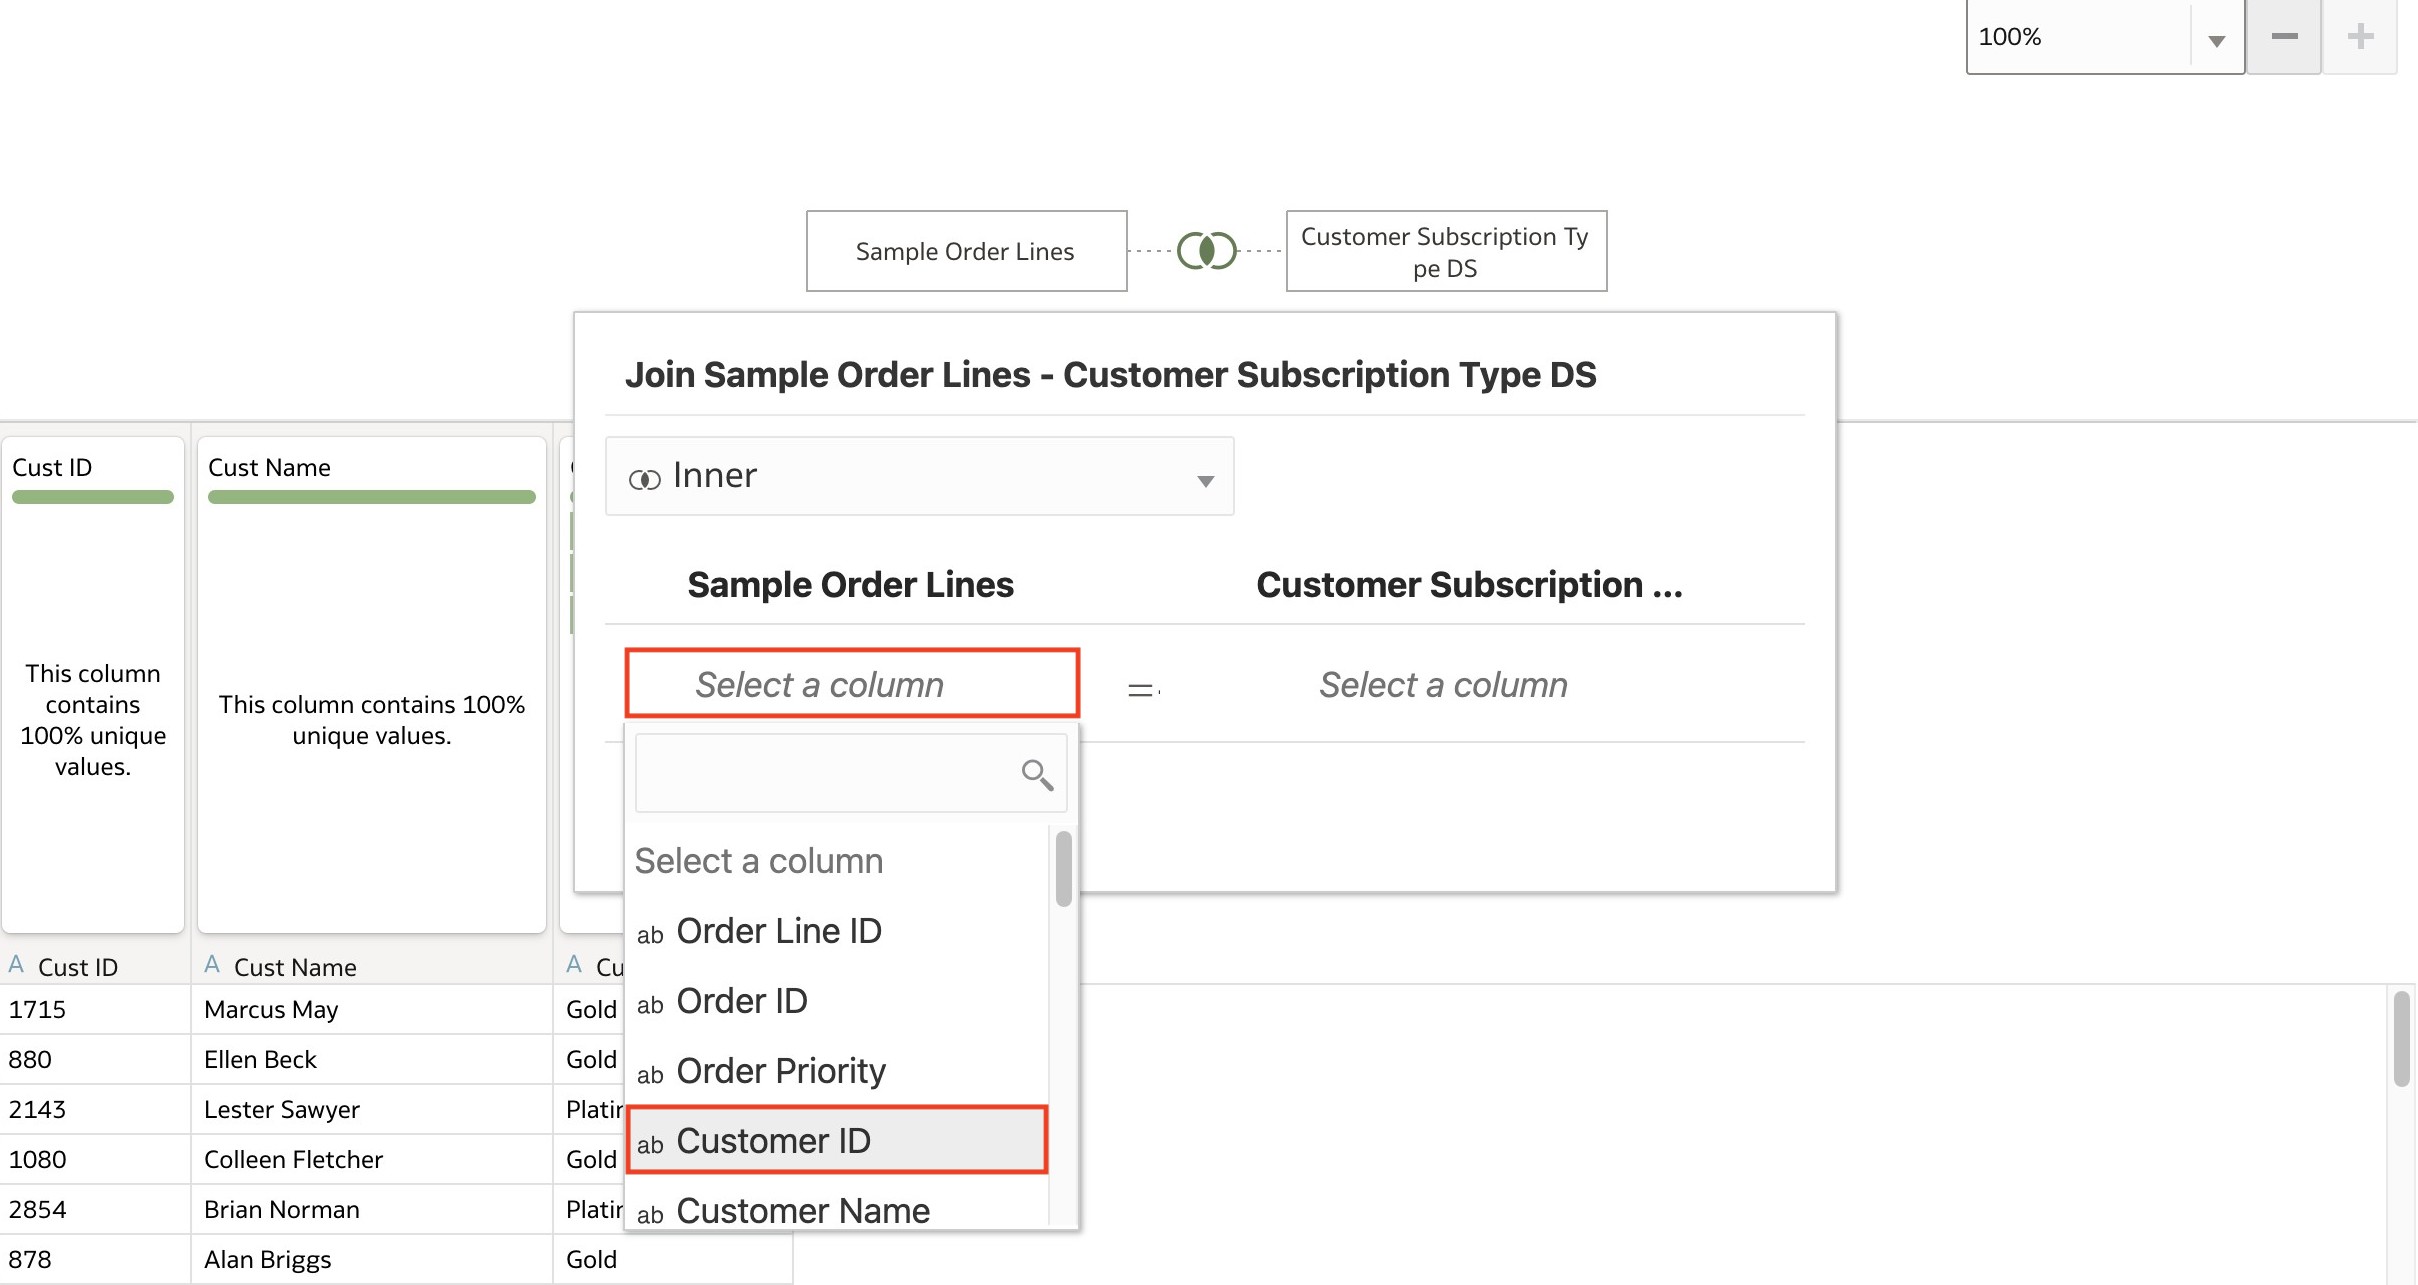 100%
Sample Order Lines
Customer Subscription Ty
pe DS
Join Sample Order Lines - Customer Subscription Type DS
Inner
Sample Order Lines
Customer Subscription ...
Select a column
=
Select a column
Select a column
ab Order Line ID
ab Order ID
ab Order Priority
ab Customer ID
ab Customer Name
Cust ID
Cust Name
This column
contains
100% unique
values.
This column contains 100%
unique values.
A Cust ID
A Cust Name
A Cu
1715 Marcus May Gold
880 Ellen Beck Gold
2143 Lester Sawyer Platin
1080 Colleen Fletcher Gold
2854 Brian Norman Platin
878 Alan Briggs Gold